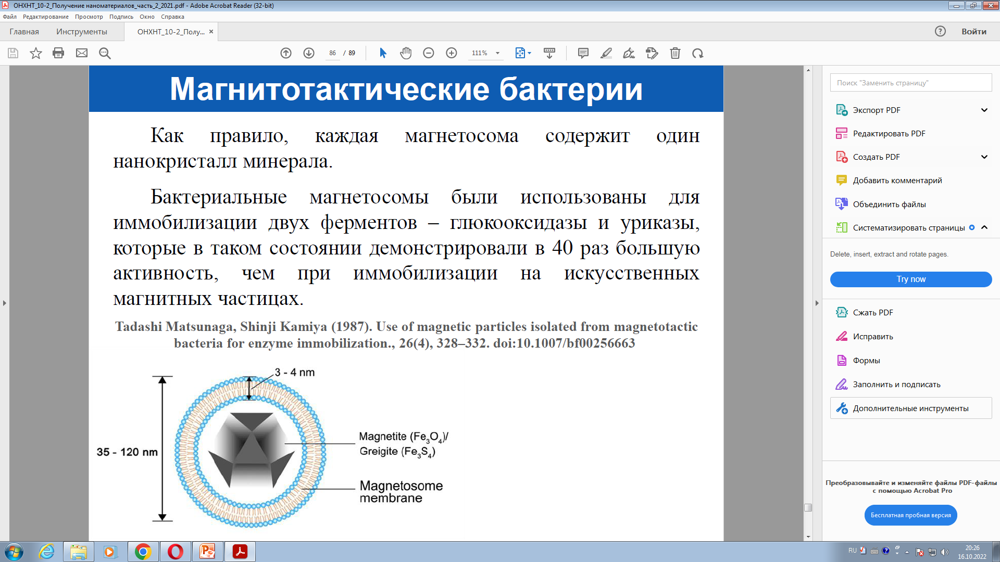 ОНХНТ_10-2_Получение наноматериалов_часть_2_2021.pdf - Adobe Acrobat Reader (32-bit)
Файл Редактирование Просмотр Подпись Окно Справка
Главная Инструменты ОНХНТ_10-2_Полу... × Войти
86 / 89 111%
Магнитотактические бактерии
Как правило, каждая магнетосома содержит один
нанокристалл минерала.
Бактериальные магнетосомы были использованы для
иммобилизации двух ферментов – глюкооксидазы и уриказы,
которые в таком состоянии демонстрировали в 40 раз большую
активность, чем при иммобилизации на искусственных
магнитных частицах.
Tadashi Matsunaga, Shinji Kamiya (1987). Use of magnetic particles isolated from magnetotactic
bacteria for enzyme immobilization., 26(4), 328–332. doi:10.1007/bf00256663
3 - 4 nm
35 - 120 nm
Magnetite (Fe3O4)/
Greigite (Fe3S4)
Magnetosome
membrane
Поиск "Заменить страницу"
Экспорт PDF
Редактировать PDF
Создать PDF
Добавить комментарий
Объединить файлы
Систематизировать страницы
Delete, insert, extract and rotate pages.
Try now
Сжать PDF
Исправить
Формы
Заполнить и подписать
Дополнительные инструменты
Преобразовывайте и изменяйте файлы PDF-файлы
с помощью Acrobat Pro
Бесплатная пробная версия
RU
20:26
16.10.2022